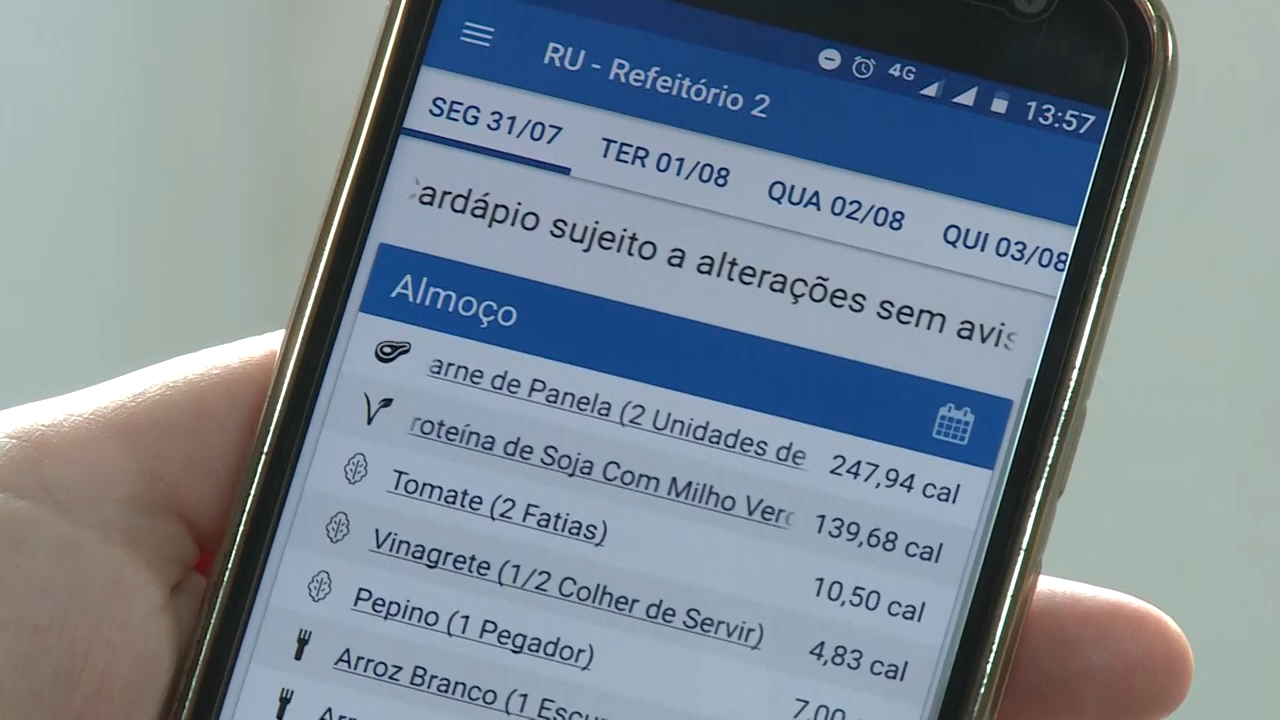 4G 13:57
RU - Refeitório 2
SEG 31/07 TER 01/08 QUA 02/08 QUI 03/08
ardápio sujeito a alterações sem avis
Almoço
arne de Panela (2 Unidades de 247,94 cal
roteína de Soja Com Milho Verd 139,68 cal
Tomate (2 Fatias) 10,50 cal
Vinagrete (1/2 Colher de Servir) 4,83 cal
Pepino (1 Pegador) 7,00
Arroz Branco (1 Escu